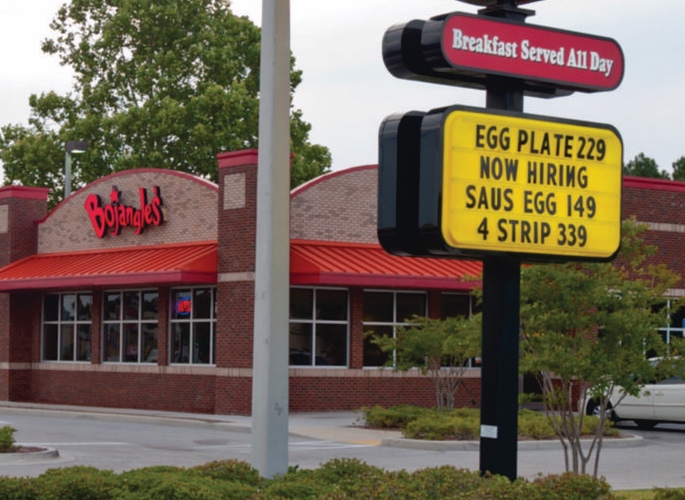 Breakfast Served All Day
EGG PLATE 229
NOW HIRING
SAUS EGG 149
4 STRIP 339
Bojangles'